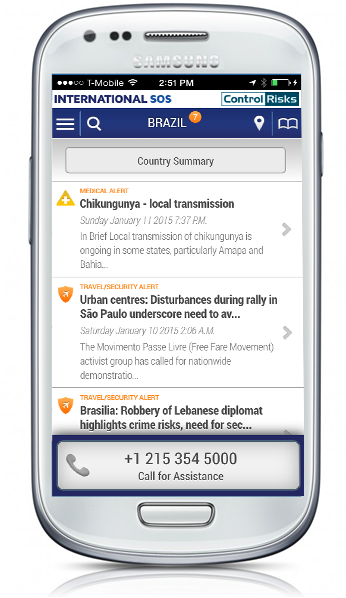 SAMSUNG
T-Mobile 2:51 PM
INTERNATIONAL SOS Control Risks
BRAZIL 7
Country Summary
MEDICAL ALERT
Chikungunya - local transmission
Sunday January 11 2015 7:37 P.M.
In Brief Local transmission of chikungunya is
ongoing in some states, particularly Amapa and
Bahia...
TRAVEL/SECURITY ALERT
Urban centres: Disturbances during rally in
São Paulo underscore need to av...
Saturday January 10 2015 2:06 A.M.
The Movimento Passe Livre (Free Fare Movement)
activist group has called for nationwide
demonstratio...
TRAVEL/SECURITY ALERT
Brasilia: Robbery of Lebanese diplomat
highlights crime risks, need for sec...
+1 215 354 5000
Call for Assistance